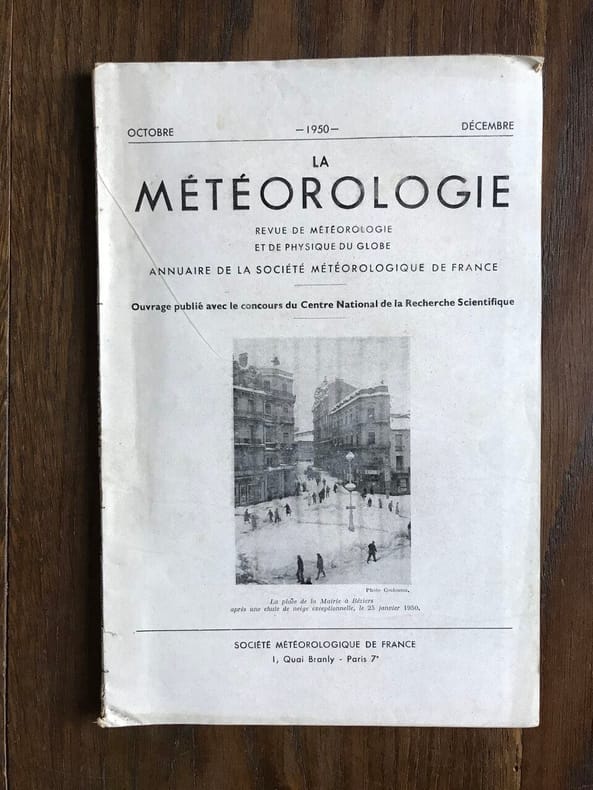 OCTOBRE —1950— DÉCEMBRE
LA
MÉTÉOROLOGIE
REVUE DE MÉTÉOROLOGIE
ET DE PHYSIQUE DU GLOBE
ANNUAIRE DE LA SOCIÉTÉ MÉTÉOROLOGIQUE DE FRANCE
Ouvrage publié avec le concours du Centre National de la Recherche Scientifique
Photo
La place de la Mairie à Béziers
après une chute de neige exceptionnelle, le 25 janvier 1950.
SOCIÉTÉ MÉTÉOROLOGIQUE DE FRANCE
1, Quai Branly - Paris 7e